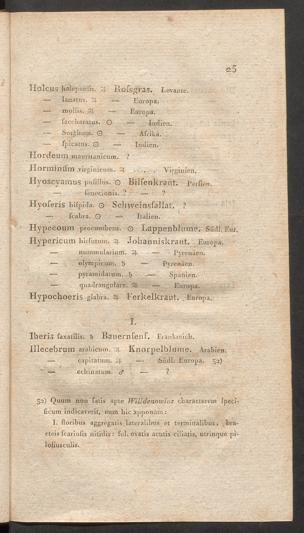 25
Holcus halepensis. ♃ Roſsgras. Levante.
— lanatus. ♃ — Europa.
— mollis. ♃ — Europa.
— ſaccharatus. ☉ — Indien.
— Sorghum. ☉ — Afrika.
— ſpicatus. ☉ — Indien.
Hordeum mauritanicum. ?
Horminum virginicum. ♃ Virginien.
Hyoscyamus puſillus. ☉ Bilſenkraut. Perſien.
— ſenecionis. ? — ?
Hyoſeris hiſpida. ☉ Schweinsſallat. ?
— ſcabra. ☉ — Italien.
Hypecoum procumbens. ☉ Lappenblume. Südl. Eur.
Hypericum hirſutum. ♃ Johanniskraut. Europa.
— nummularium. ♃ — Pyrenäen.
— olympicum. ♄ — Pyrenäen.
— pyramidatum. ♄ — Spanien.
— quadrangulare. ♃ — Europa.
Hypochoeris glabra. ♃ Ferkelkraut. Europa.
I.
Iberis ſaxatilis. ♄ Bauernſenf. Frankreich.
Illecebrum arabicum. ♃ Knorpelblume. Arabien.
— capitatum. ♃ — Südl. Europa. 52)
— echinatum. ♂ — ?
52) Quum non ſatis apte Willdenowius characterem ſpeci-
ficum indicaverit, eum hic apponam:
I. floribus aggregatis lateralibus et terminalibus, brac-
teis ſcarioſis nitidis: fol. ovatis acutis ciliatis, utrinque pi-
loſiusculis.